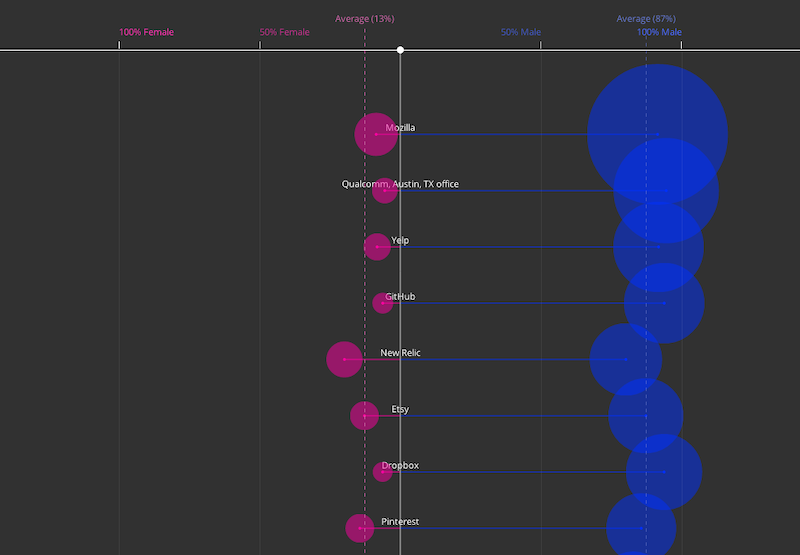 Average (13%)
Average (87%)
100% Female
50% Female
50% Male
100% Male
Mozilla
Qualcomm, Austin, TX office
Yelp
GitHub
New Relic
Etsy
Dropbox
Pinterest